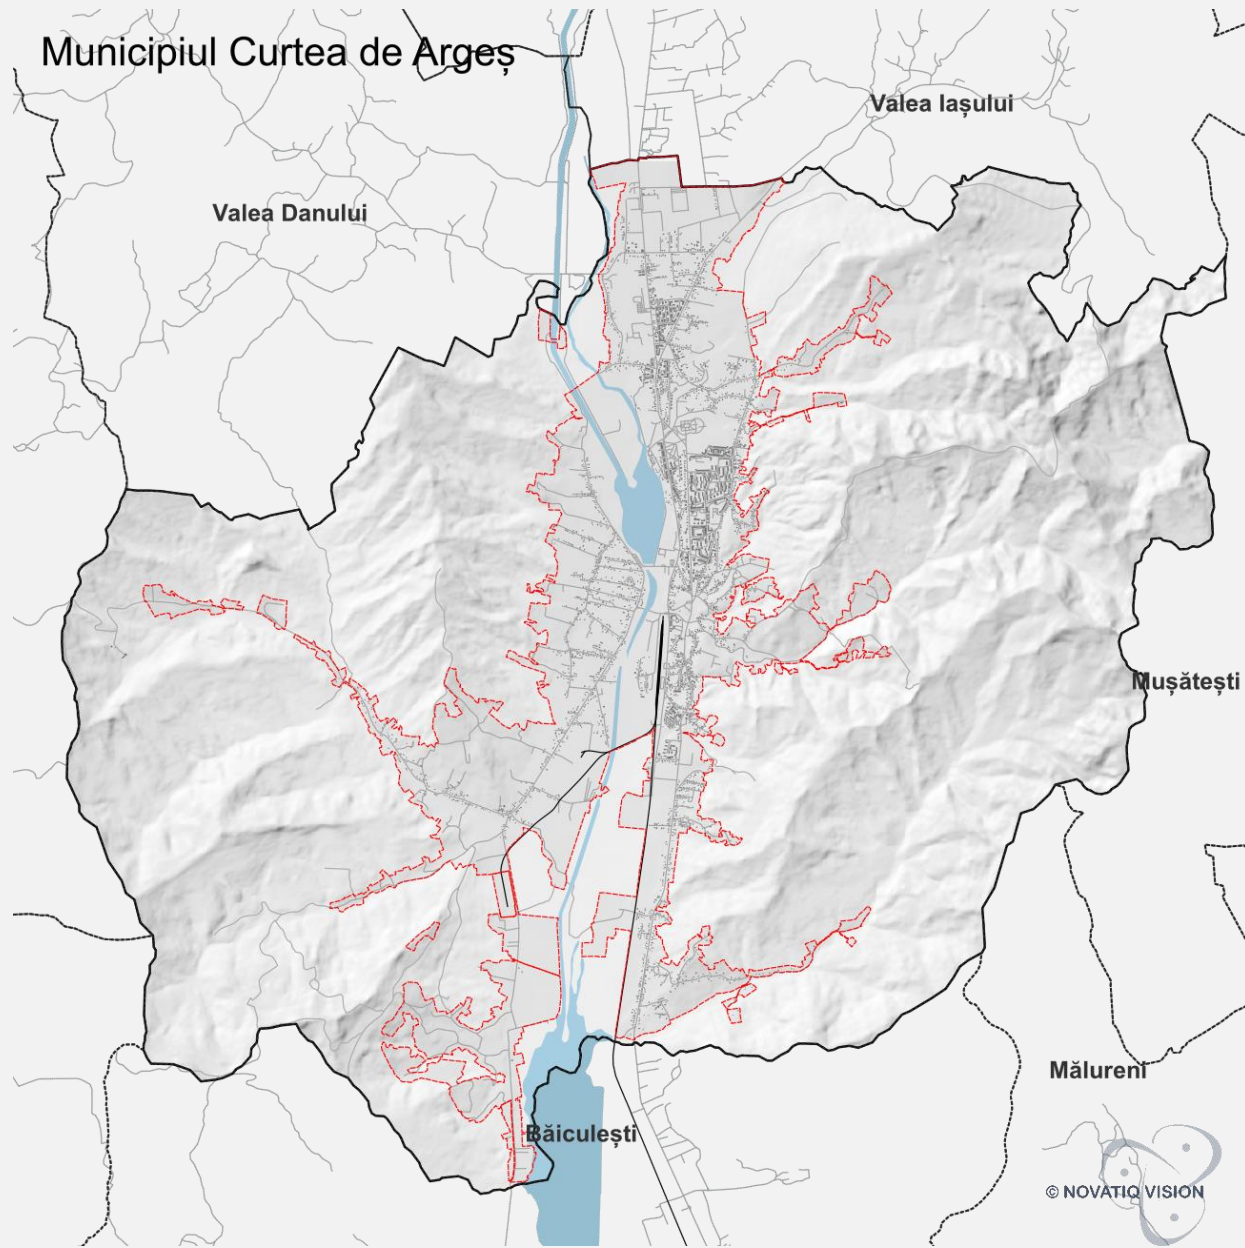 Municipiul Curtea de Argeș
Valea Iașului
Valea Danului
Mușătești
Mălureni
Băiculești
© NOVATIQ VISION